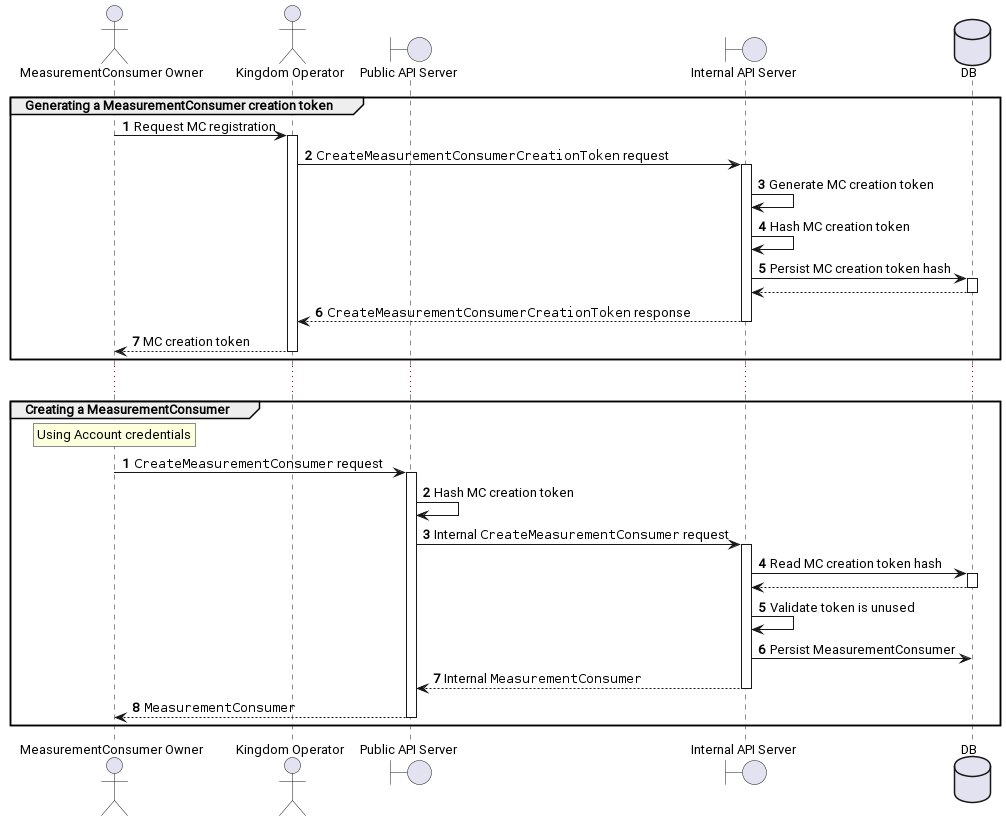 MeasurementConsumer Owner
Kingdom Operator
Public API Server
Internal API Server
DB
Generating a MeasurementConsumer creation token
1 Request MC registration
2 CreateMeasurementConsumerCreationToken request
3 Generate MC creation token
4 Hash MC creation token
5 Persist MC creation token hash
6 CreateMeasurementConsumerCreationToken response
7 MC creation token
Creating a MeasurementConsumer
Using Account credentials
1 CreateMeasurementConsumer request
2 Hash MC creation token
3 Internal CreateMeasurementConsumer request
4 Read MC creation token hash
5 Validate token is unused
6 Persist MeasurementConsumer
7 Internal MeasurementConsumer
8 MeasurementConsumer
MeasurementConsumer Owner
Kingdom Operator
Public API Server
Internal API Server
DB